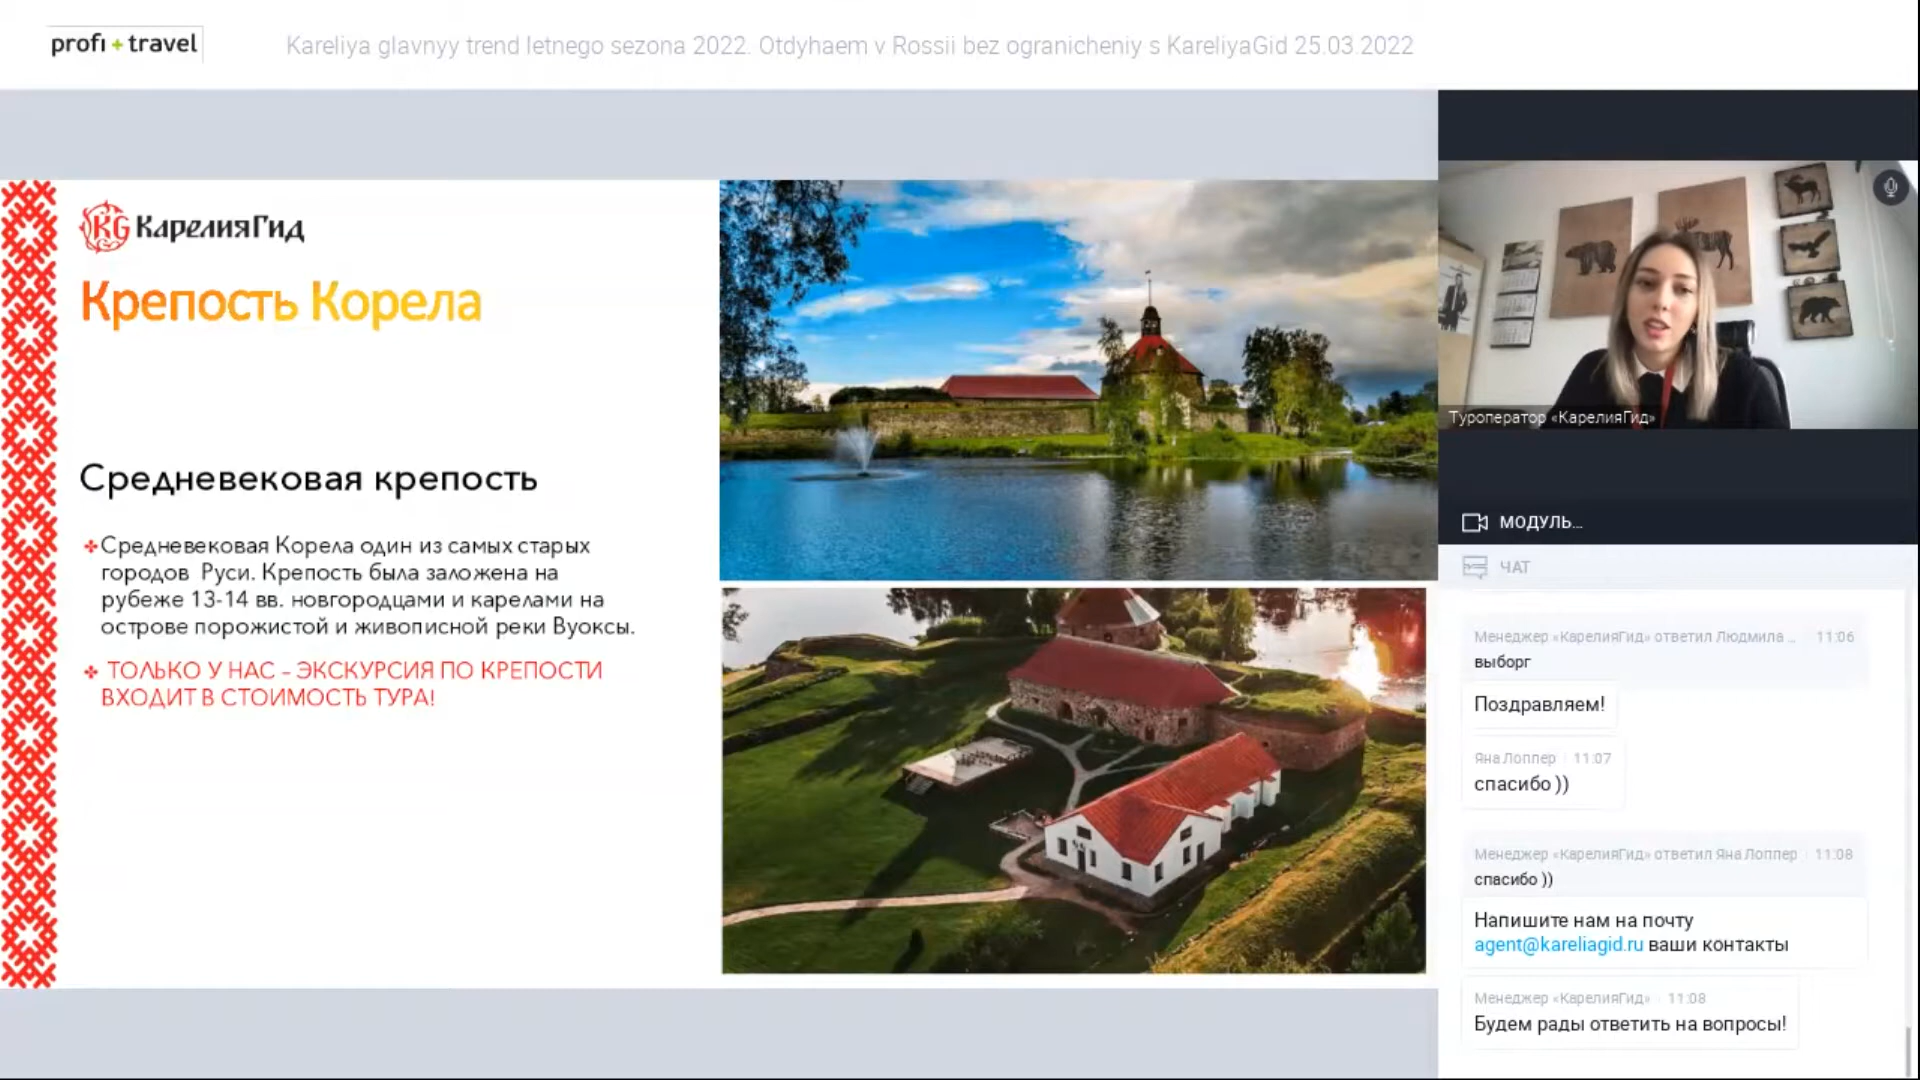 profi + travel
Kareliya glavnyy trend letnego sezona 2022. Otdyhaem v Rossii bez ogranicheniy s KareliyaGid 25.03.2022
KG КарелияГид
Крепость Корела
Средневековая крепость
Средневековая Корела один из самых старых
городов Руси. Крепость была заложена на
рубеже 13-14 вв. новгородцами и карелами на
острове порожистой и живописной реки Вуоксы.
ТОЛЬКО У НАС - ЭКСКУРСИЯ ПО КРЕПОСТИ
ВХОДИТ В СТОИМОСТЬ ТУРА!
Туроператор «КарелияГид»
МОДУЛЬ...
ЧАТ
Менеджер «КарелияГид» ответил Людмила ... 11:06
выборг
Поздравляем!
Яна Лоппер 11:07
спасибо ))
Менеджер «КарелияГид» ответил Яна Лоппер 11:08
спасибо ))
Напишите нам на почту
agent@kareliagid.ru ваши контакты
Менеджер «КарелияГид» 11:08
Будем рады ответить на вопросы!